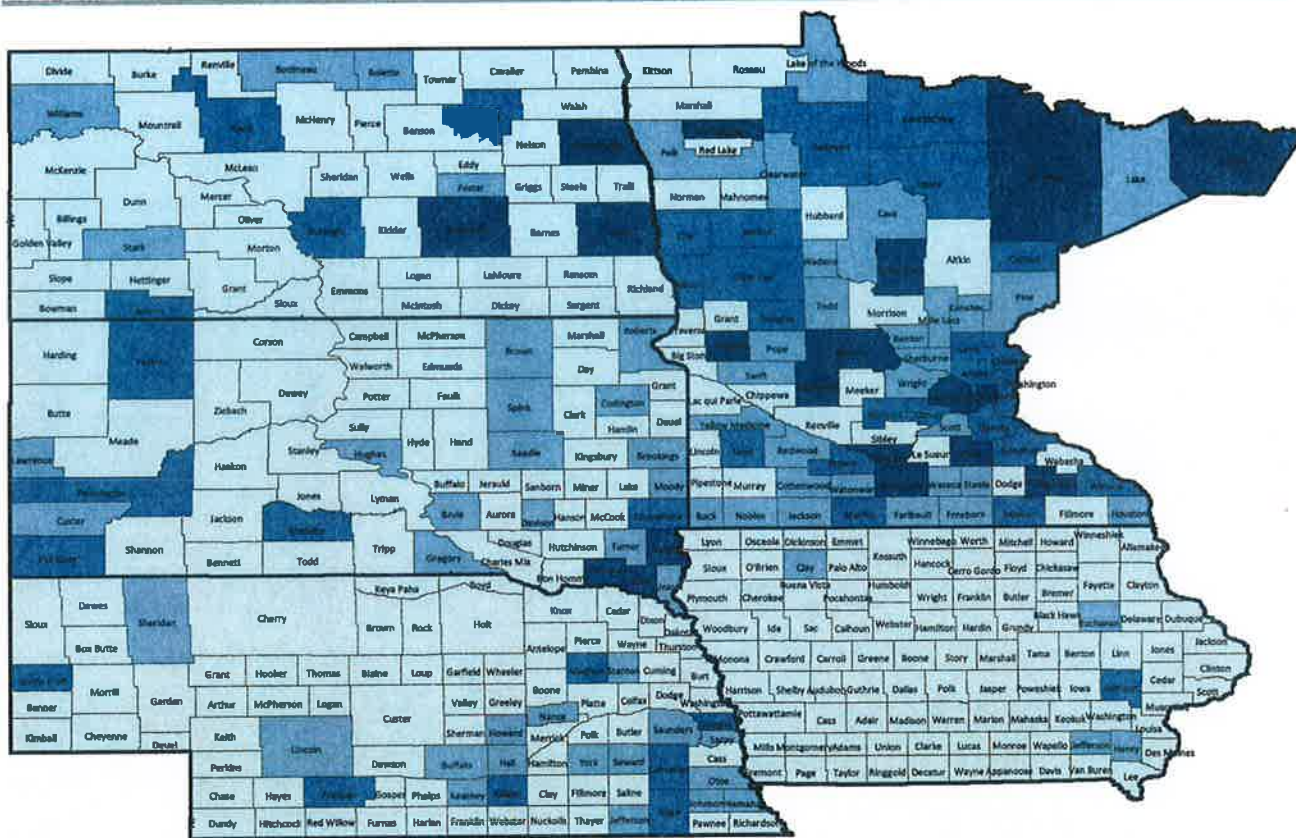 Divide
Burke
Renville
Bottineau
Rolette
Towner
Cavalier
Pembina
Kittson
Roseau
Lake of the Woods
Williams
Mountrail
McHenry
Pierce
Benson
Walsh
Marshall
Nelson
Polk
Red Lake
McKenzie
McLean
Sheridan
Wells
Eddy
Foster
Griggs
Steele
Traill
Norman
Mahnomen
Clearwater
Hubbard
Cass
Lake
Dunn
Mercer
Oliver
Billings
Golden Valley
Stark
Morton
Kidder
Barnes
Wadena
Aitkin
Slope
Hettinger
Grant
Sioux
Emmons
Logan
LaMoure
Ransom
Richland
Bowman
McIntosh
Dickey
Sargent
Todd
Morrison
Mille Lacs
Kanabec
Pine
Grant
Harding
Corson
Campbell
McPherson
Brown
Marshall
Roberts
Traverse
Big Stone
Pope
Benton
Sherburne
Walworth
Edmunds
Day
Grant
Swift
Wright
Meeker
Washington
Butte
Ziebach
Dewey
Potter
Faulk
Spink
Clark
Codington
Hamlin
Deuel
Lac qui Parle
Chippewa
Yellow Medicine
Renville
Scott
Sibley
Le Sueur
Meade
Sully
Hyde
Hand
Beadle
Kingsbury
Brookings
Lincoln
Redwood
Wabasha
Lawrence
Haakon
Stanley
Hughes
Buffalo
Jerauld
Sanborn
Miner
Lake
Moody
Pipestone
Murray
Cottonwood
Watonwan
Waseca
Steele
Dodge
Pennington
Custer
Jackson
Jones
Lyman
Brule
Aurora
Davison
Hanson
McCook
Minnehaha
Rock
Nobles
Jackson
Martin
Faribault
Freeborn
Mower
Fillmore
Houston
Fall River
Shannon
Bennett
Todd
Tripp
Gregory
Douglas
Charles Mix
Hutchinson
Turner
Bon Homme
Lyon
Osceola
Dickinson
Emmet
Kossuth
Winnebago
Worth
Mitchell
Howard
Winneshiek
Allamakee
Sioux
O'Brien
Clay
Palo Alto
Hancock
Cerro Gordo
Floyd
Chickasaw
Fayette
Clayton
Plymouth
Cherokee
Buena Vista
Pocahontas
Humboldt
Wright
Franklin
Butler
Bremer
Sioux
Dawes
Sheridan
Cherry
Keya Paha
Boyd
Knox
Cedar
Dixon
Dakota
Woodbury
Ida
Sac
Calhoun
Webster
Hamilton
Hardin
Grundy
Black Hawk
Buchanan
Delaware
Dubuque
Box Butte
Brown
Rock
Holt
Antelope
Pierce
Wayne
Thurston
Monona
Crawford
Carroll
Greene
Boone
Story
Marshall
Tama
Benton
Linn
Jones
Jackson
Clinton
Scotts Bluff
Morrill
Garden
Grant
Hooker
Thomas
Blaine
Loup
Garfield
Wheeler
Stanton
Cuming
Burt
Harrison
Shelby
Audubon
Guthrie
Dallas
Polk
Jasper
Poweshiek
Iowa
Cedar
Scott
Banner
Arthur
McPherson
Logan
Custer
Valley
Greeley
Boone
Nance
Platte
Colfax
Dodge
Washington
Pottawattamie
Cass
Adair
Madison
Warren
Marion
Mahaska
Keokuk
Washington
Louisa
Kimball
Cheyenne
Deuel
Keith
Lincoln
Sherman
Howard
Merrick
Polk
Butler
Saunders
Sarpy
Cass
Mills
Montgomery
Adams
Union
Clarke
Lucas
Monroe
Wapello
Jefferson
Henry
Des Moines
Perkins
Dawson
Buffalo
Hall
Hamilton
York
Seward
Otoe
Fremont
Page
Taylor
Ringgold
Decatur
Wayne
Appanoose
Davis
Van Buren
Lee
Chase
Hayes
Gosper
Phelps
Kearney
Clay
Fillmore
Saline
Johnson
Nemaha
Dundy
Hitchcock
Red Willow
Furnas
Harlan
Franklin
Webster
Nuckolls
Thayer
Jefferson
Pawnee
Richardson